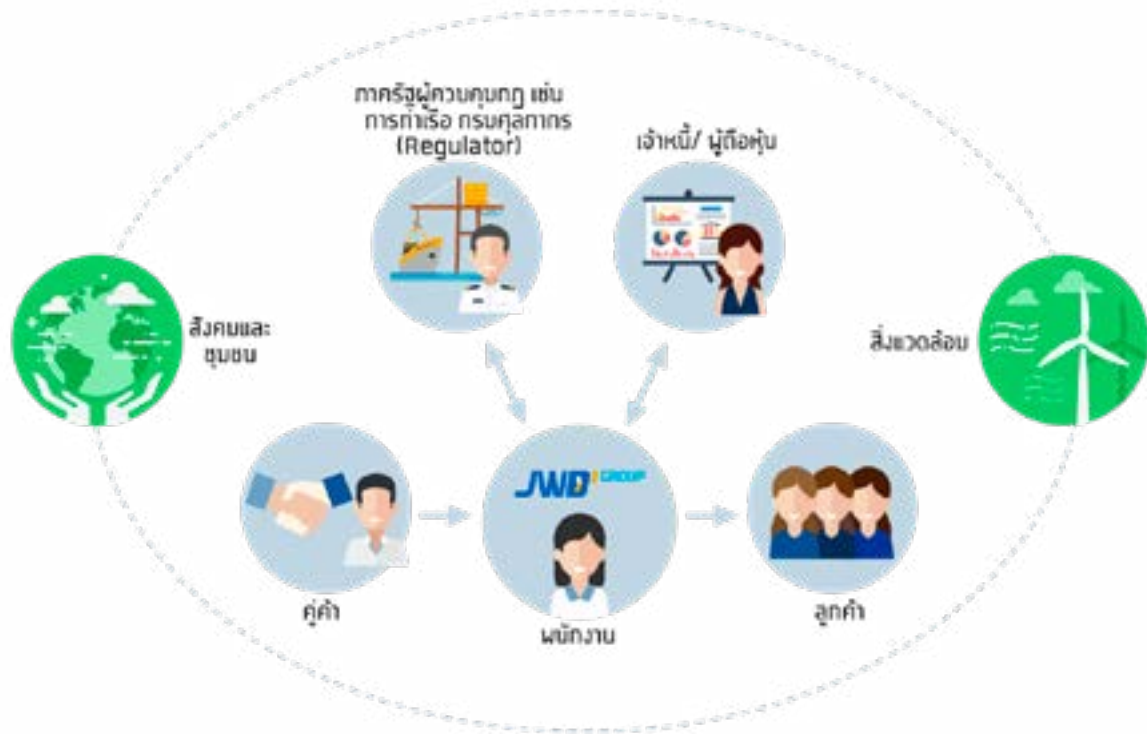 ภาครัฐผู้ควบคุมกฎ เช่น
การท่าเรือ กรมศุลกากร
(Regulator)
เจ้าหนี้/ ผู้ถือหุ้น
สังคมและ
ชุมชน
สิ่งแวดล้อม
JWD GROUP
คู่ค้า
พนักงาน
ลูกค้า